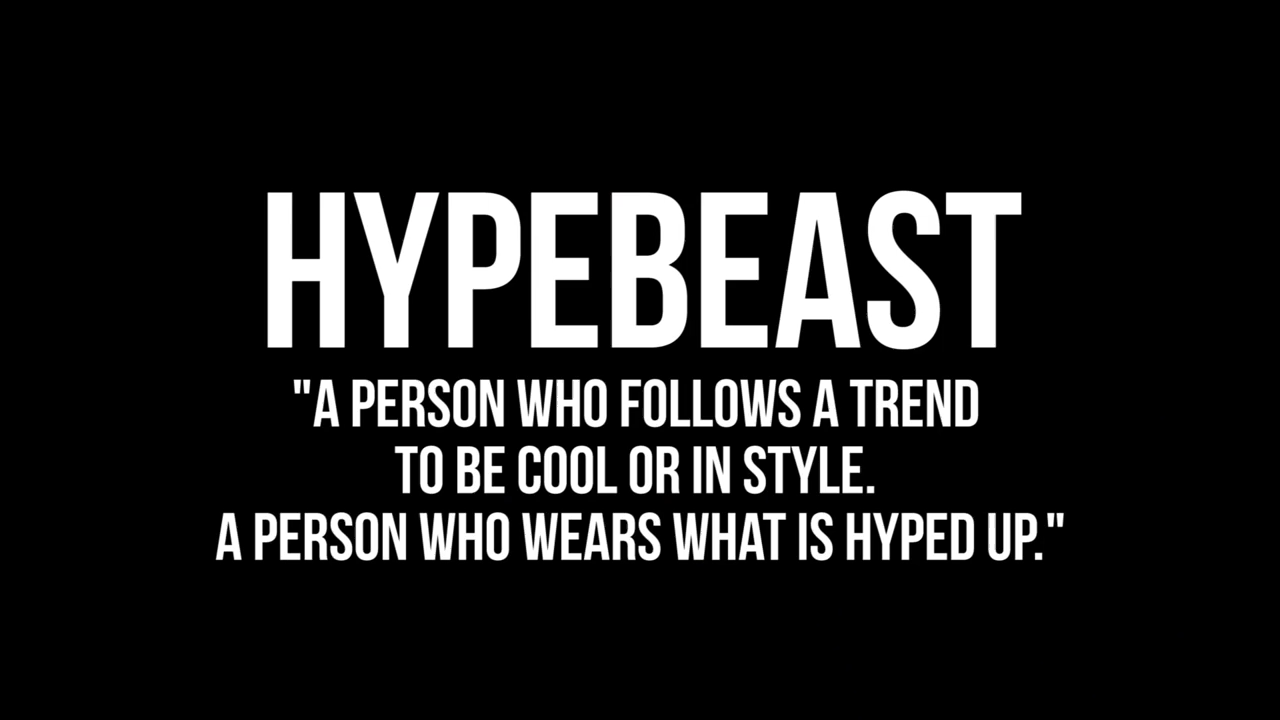 HYPEBEAST
"A PERSON WHO FOLLOWS A TREND
TO BE COOL OR IN STYLE.
A PERSON WHO WEARS WHAT IS HYPED UP."